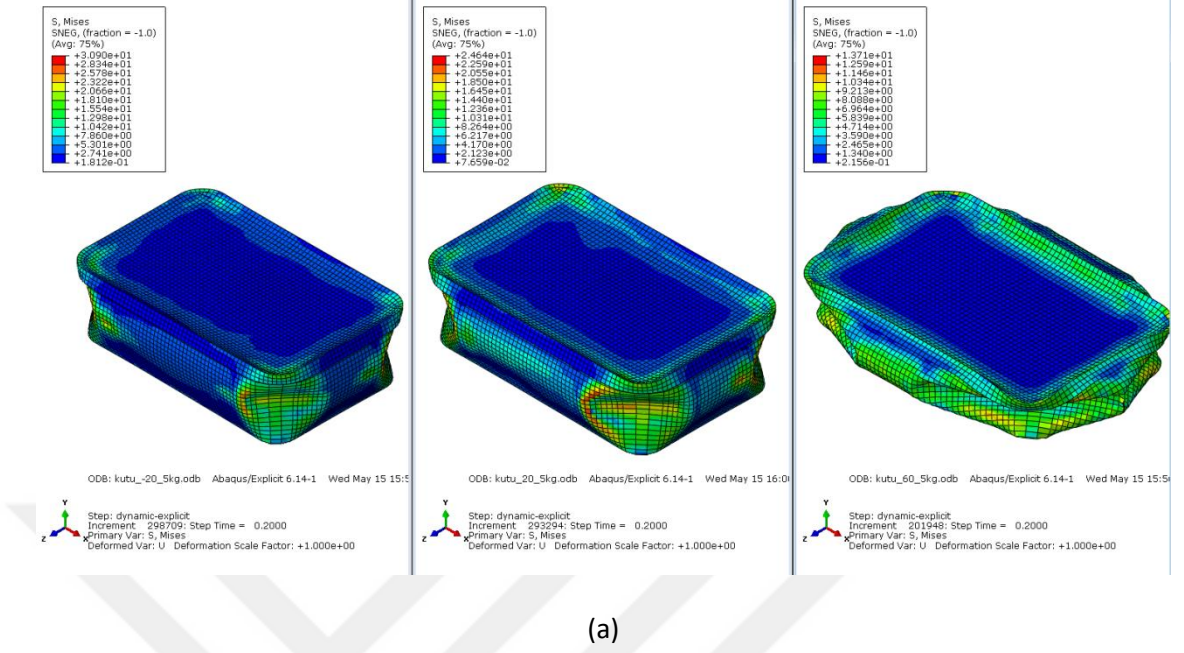 S, Mises
SNEG, (fraction = -1.0)
(Avg: 75%)
+3.090e+01
+2.834e+01
+2.578e+01
+2.322e+01
+2.066e+01
+1.810e+01
+1.554e+01
+1.298e+01
+1.042e+01
+7.860e+00
+5.301e+00
+2.741e+00
+1.812e-01
ODB: kutu_-20_5kg.odb Abaqus/Explicit 6.14-1 Wed May 15 15:5
Y
Z
X
Step: dynamic-explicit
Increment 298709: Step Time = 0.2000
Primary Var: S, Mises
Deformed Var: U Deformation Scale Factor: +1.000e+00
S, Mises
SNEG, (fraction = -1.0)
(Avg: 75%)
+2.464e+01
+2.259e+01
+2.055e+01
+1.850e+01
+1.645e+01
+1.440e+01
+1.236e+01
+1.031e+01
+8.264e+00
+6.217e+00
+4.170e+00
+2.123e+00
+7.659e-02
ODB: kutu_20_5kg.odb Abaqus/Explicit 6.14-1 Wed May 15 16:0
Y
Z
X
Step: dynamic-explicit
Increment 293294: Step Time = 0.2000
Primary Var: S, Mises
Deformed Var: U Deformation Scale Factor: +1.000e+00
S, Mises
SNEG, (fraction = -1.0)
(Avg: 75%)
+1.371e+01
+1.259e+01
+1.146e+01
+1.034e+01
+9.213e+00
+8.088e+00
+6.964e+00
+5.839e+00
+4.714e+00
+3.590e+00
+2.465e+00
+1.340e+00
+2.156e-01
ODB: kutu_60_5kg.odb Abaqus/Explicit 6.14-1 Wed May 15 15:5
Y
Z
X
Step: dynamic-explicit
Increment 201948: Step Time = 0.2000
Primary Var: S, Mises
Deformed Var: U Deformation Scale Factor: +1.000e+00
(a)